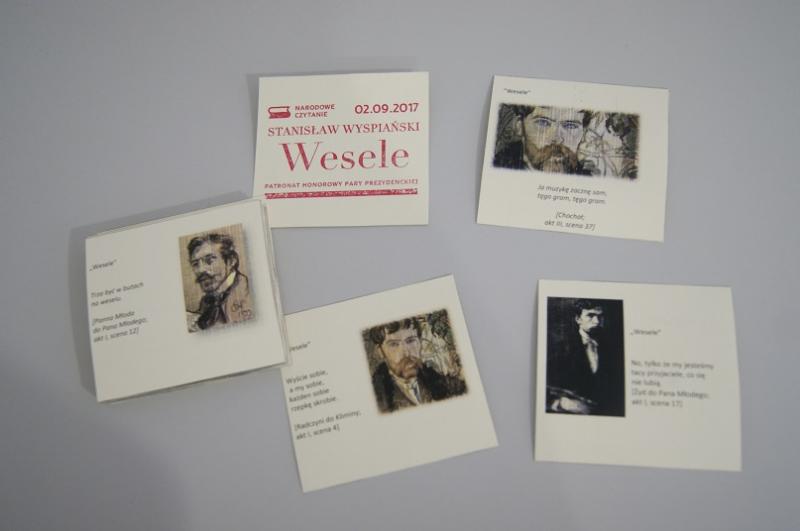 NARODOWE
CZYTANIE
02.09.2017
STANISŁAW WYSPIAŃSKI
Wesele
PATRONAT HONOROWY PARY PREZYDENCKIEJ
"Wesele"
Ja muzykę zacznę sam,
tęgo gram, tęgo gram.
[Chochoł;
akt III, scena 37]
„Wesele"
Trza być w butach
na weselu.
[Panna Młoda
do Pana Młodego;
akt I, scena 12]
Wesele"
Wyście sobie,
a my sobie,
każden sobie
rzepkę skrobie.
[Radczyni do Kliminy;
akt I, scena 4]
„Wesele"
No, tylko że my jesteśmy
tacy przyjaciele, co się
nie lubią.
[Żyd do Pana Młodego;
akt I, scena 17]